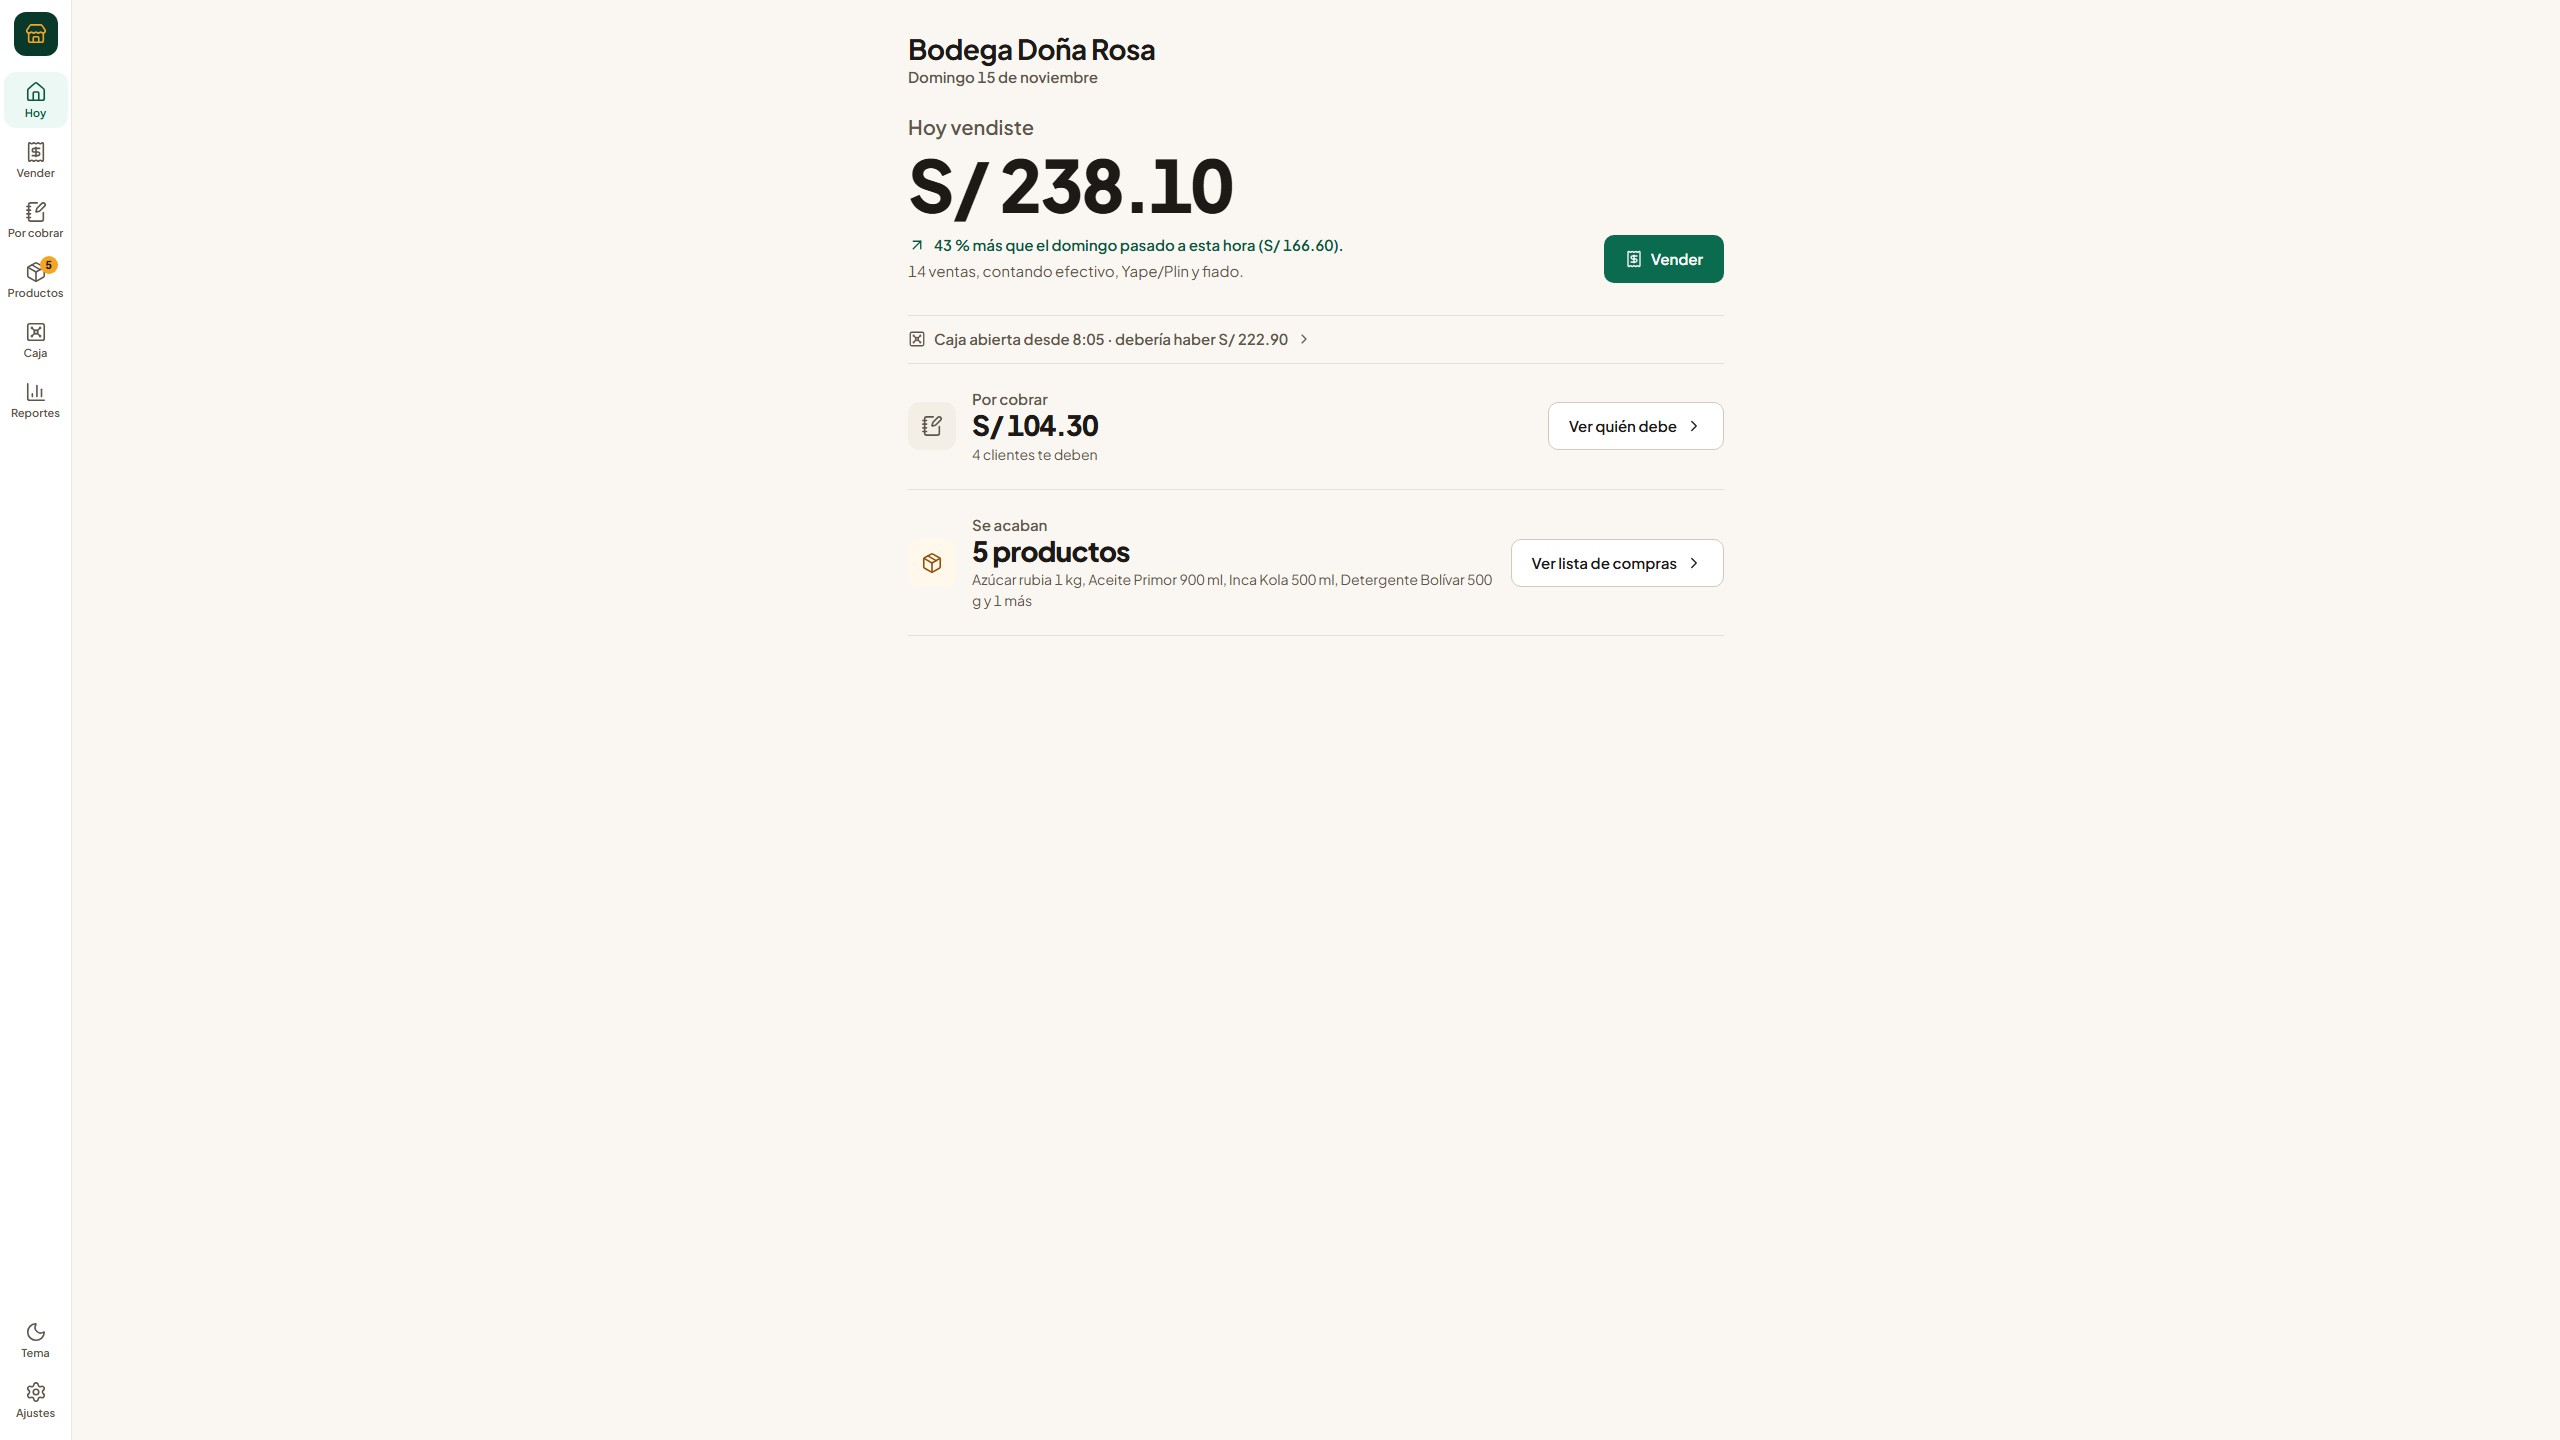 Hoy
Vender
Por cobrar
5
Productos
Caja
Reportes
Tema
Ajustes
Bodega Doña Rosa
Domingo 15 de noviembre
Hoy vendiste
S/ 238.10
43 % más que el domingo pasado a esta hora (S/ 166.60).
14 ventas, contando efectivo, Yape/Plin y fiado.
Vender
Caja abierta desde 8:05 · debería haber S/ 222.90
Por cobrar
S/ 104.30
4 clientes te deben
Ver quién debe
Se acaban
5 productos
Azúcar rubia 1 kg, Aceite Primor 900 ml, Inca Kola 500 ml, Detergente Bolívar 500
g y 1 más
Ver lista de compras